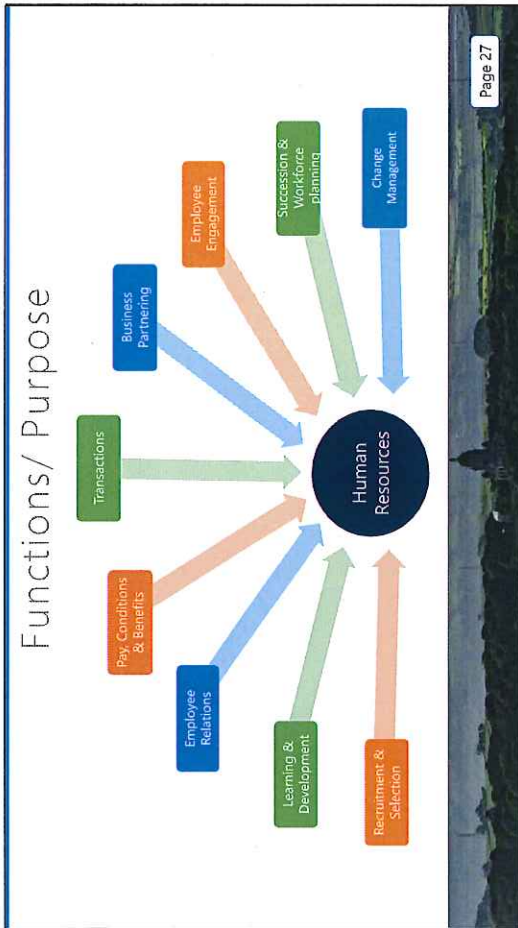 Functions/ Purpose
Recruitment &
Selection
Learning &
Development
Employee
Relations
Pay, Conditions
& Benefits
Transactions
Business
Partnering
Employee
Engagement
Succession &
Workforce
planning
Change
Management
Human
Resources
Page 27